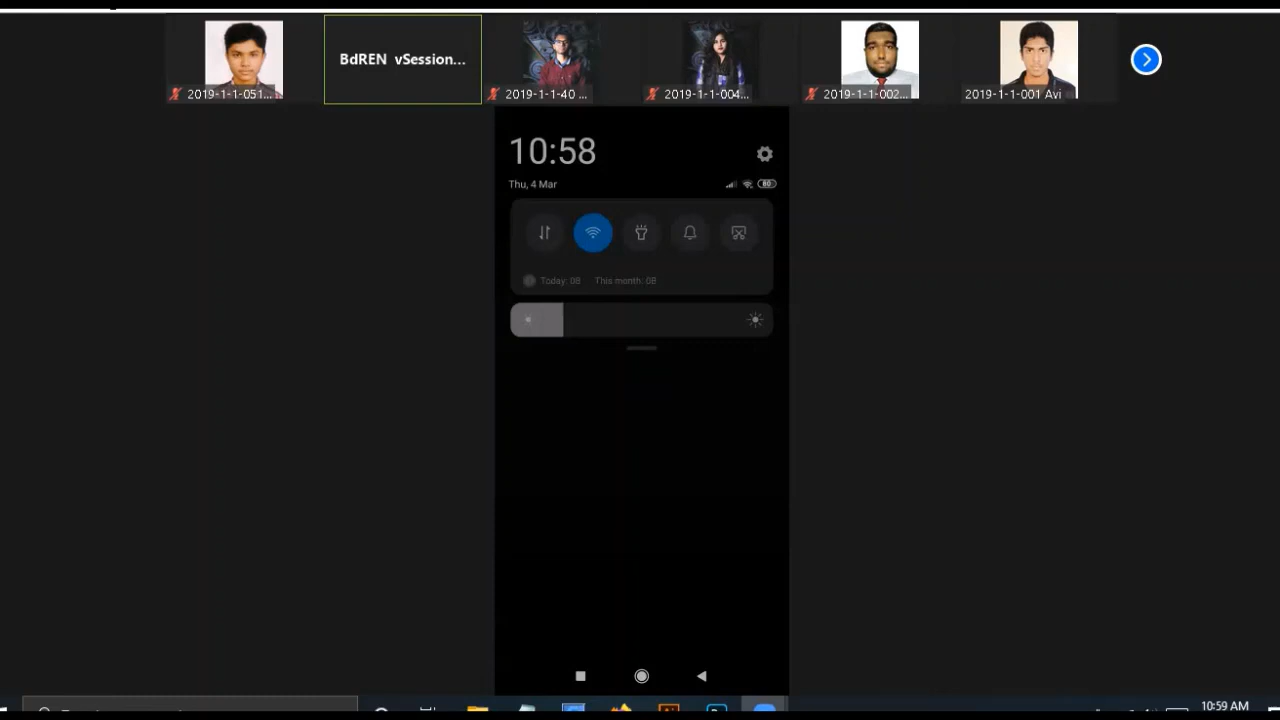 BdREN vSession...
2019-1-1-051...
2019-1-1-40 ...
2019-1-1-004...
2019-1-1-002...
2019-1-1-001 Avi
10:58
Thu, 4 Mar
80
Today: 0B This month: 0B
10:59 AM